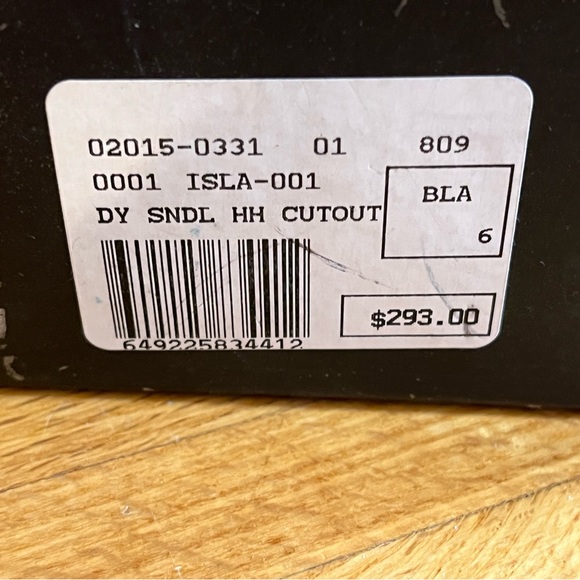 02015-0331 01 809
0001 ISLA-001
BLA
DY SNDL HH CUTOUT
6
$293.00
649225834412